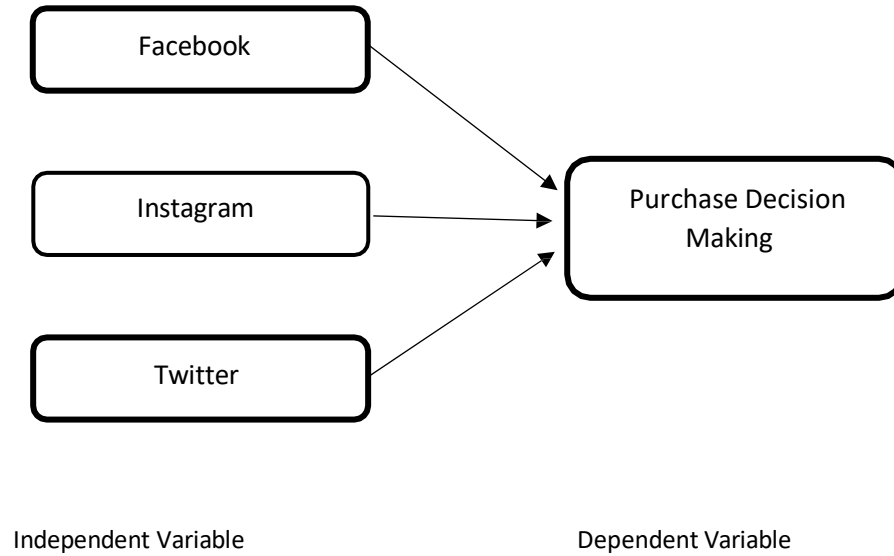 Facebook
Instagram
Purchase Decision
Making
Twitter
Independent Variable
Dependent Variable